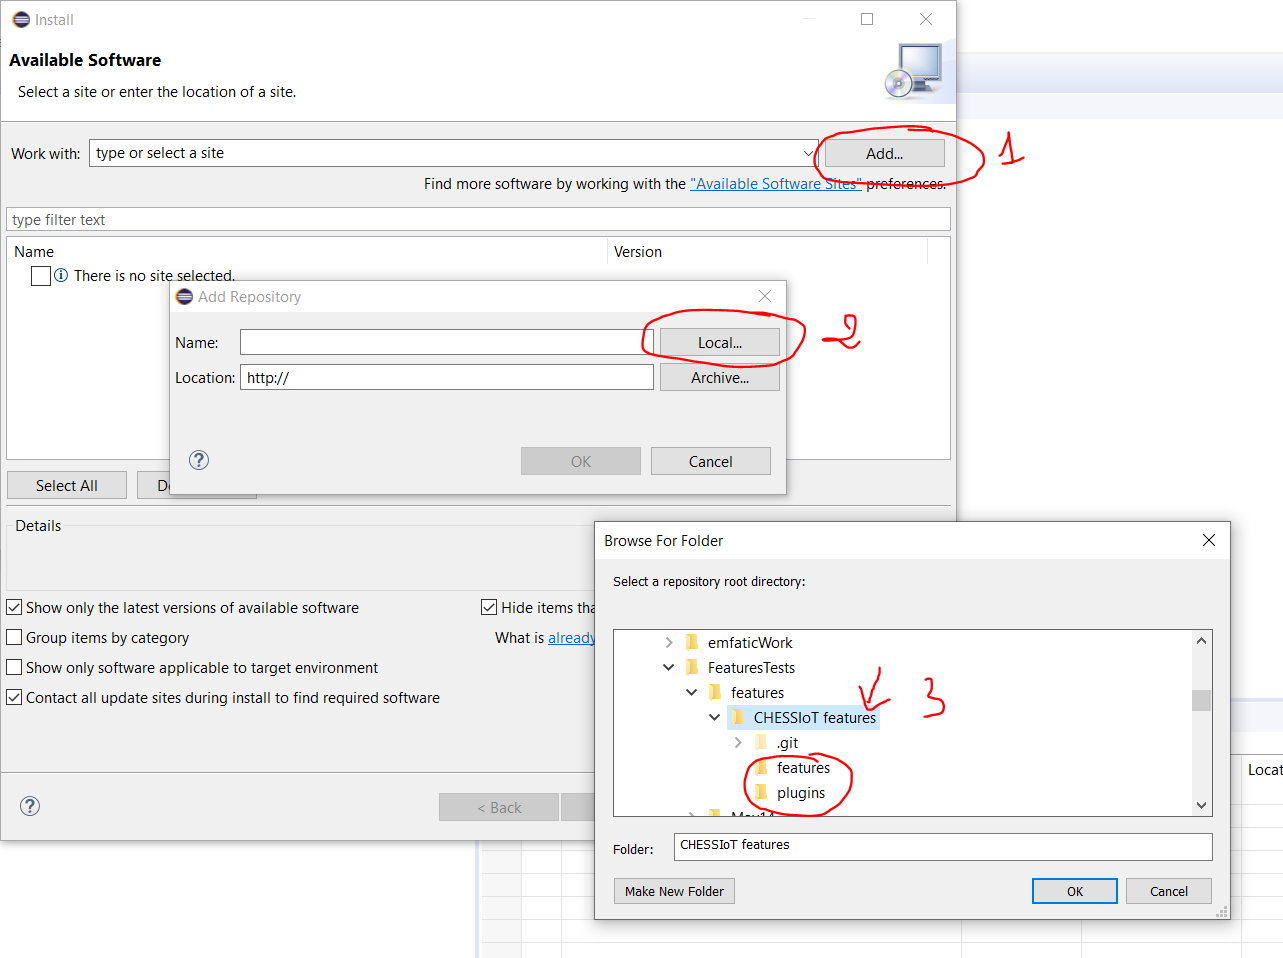 Install
Available Software
Select a site or enter the location of a site.
Work with: type or select a site Add... 1
Find more software by working with the "Available Software Sites" preferences.
type filter text
Name Version
There is no site selected.
Add Repository
Name: Local... 2
Location: http:// Archive...
OK Cancel
Select All
Details
Browse For Folder
Select a repository root directory:
Show only the latest versions of available software
Hide items
Group items by category
What is already
Show only software applicable to target environment
Contact all update sites during install to find required software
emfaticWork
FeaturesTests
features
CHESSIoT features 3
.git
features
plugins
< Back
Folder: CHESSIoT features
Make New Folder OK Cancel